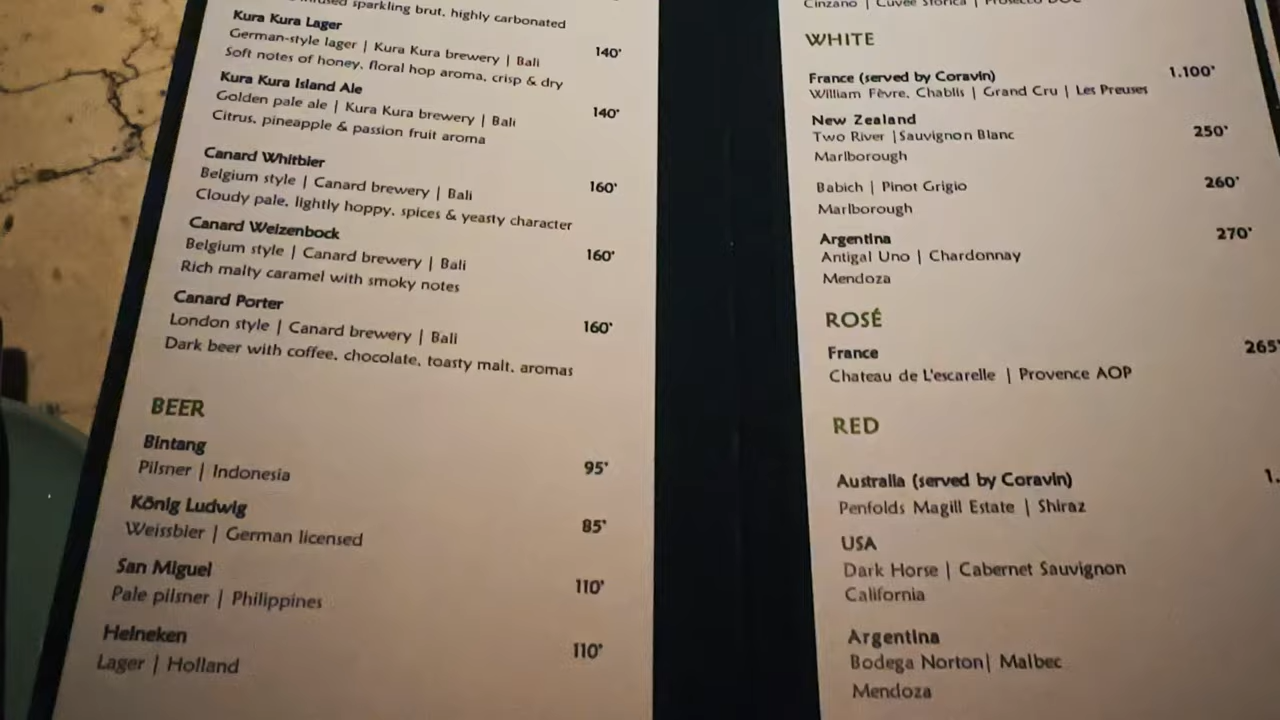 sparkling brut, highly carbonated
Kura Kura Lager
German-style lager | Kura Kura brewery | Bali 140'
Soft notes of honey, floral hop aroma, crisp & dry
Kura Kura Island Ale
Golden pale ale | Kura Kura brewery | Bali 140'
Citrus, pineapple & passion fruit aroma
Canard Whitbier
Belgium style | Canard brewery | Bali 160'
Cloudy pale, lightly hoppy, spices & yeasty character
Canard Weizenbock
Belgium style | Canard brewery | Bali 160'
Rich malty caramel with smoky notes
Canard Porter
London style | Canard brewery | Bali 160'
Dark beer with coffee, chocolate, toasty malt, aromas
BEER
Bintang
Pilsner | Indonesia 95'
König Ludwig
Weissbier | German licensed 85'
San Miguel
Pale pilsner | Philippines 110'
Heineken
Lager | Holland 110'
Cinzano | Cuvee Storica | Prosecco DOC
WHITE
France (served by Coravin) 1.100'
William Fèvre, Chablis | Grand Cru | Les Preuses
New Zealand
Two River | Sauvignon Blanc 250'
Marlborough
Babich | Pinot Grigio 260'
Marlborough
Argentina 270'
Antigal Uno | Chardonnay
Mendoza
ROSÉ
France 265'
Chateau de L'escarelle | Provence AOP
RED
Australia (served by Coravin) 1.
Penfolds Magill Estate | Shiraz
USA
Dark Horse | Cabernet Sauvignon
California
Argentina
Bodega Norton| Malbec
Mendoza